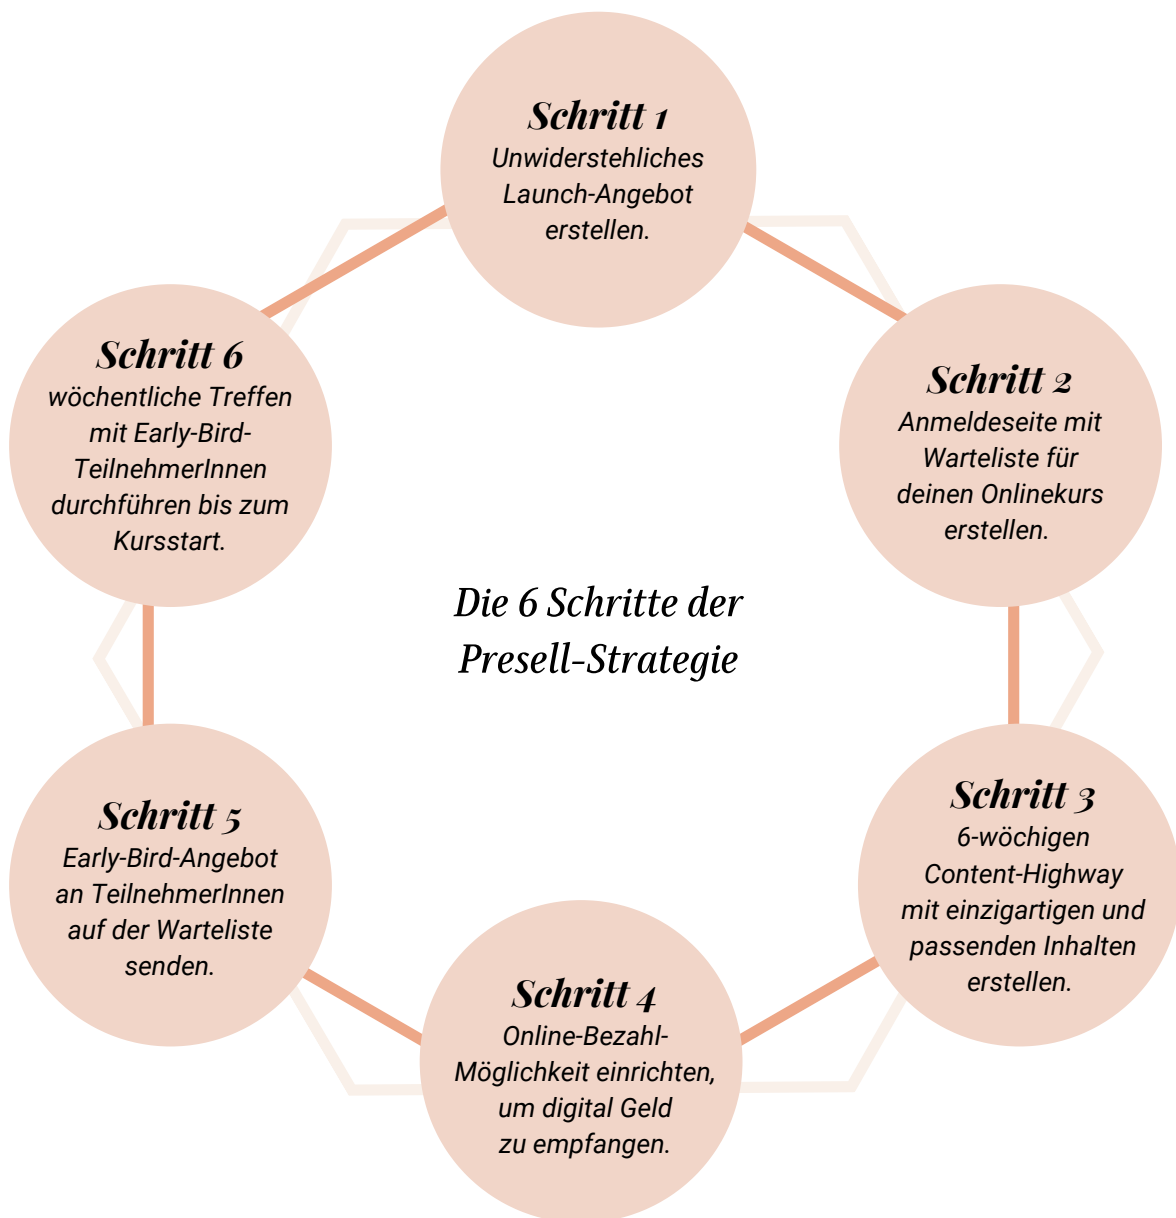 Schritt 1
Unwiderstehliches
Launch-Angebot
erstellen.
Schritt 2
Anmeldeseite mit
Warteliste für
deinen Onlinekurs
erstellen.
Schritt 3
6-wöchigen
Content-Highway
mit einzigartigen und
passenden Inhalten
erstellen.
Schritt 4
Online-Bezahl-
Möglichkeit einrichten,
um digital Geld
zu empfangen.
Schritt 5
Early-Bird-Angebot
an TeilnehmerInnen
auf der Warteliste
senden.
Schritt 6
wöchentliche Treffen
mit Early-Bird-
TeilnehmerInnen
durchführen bis zum
Kursstart.
Die 6 Schritte der
Presell-Strategie